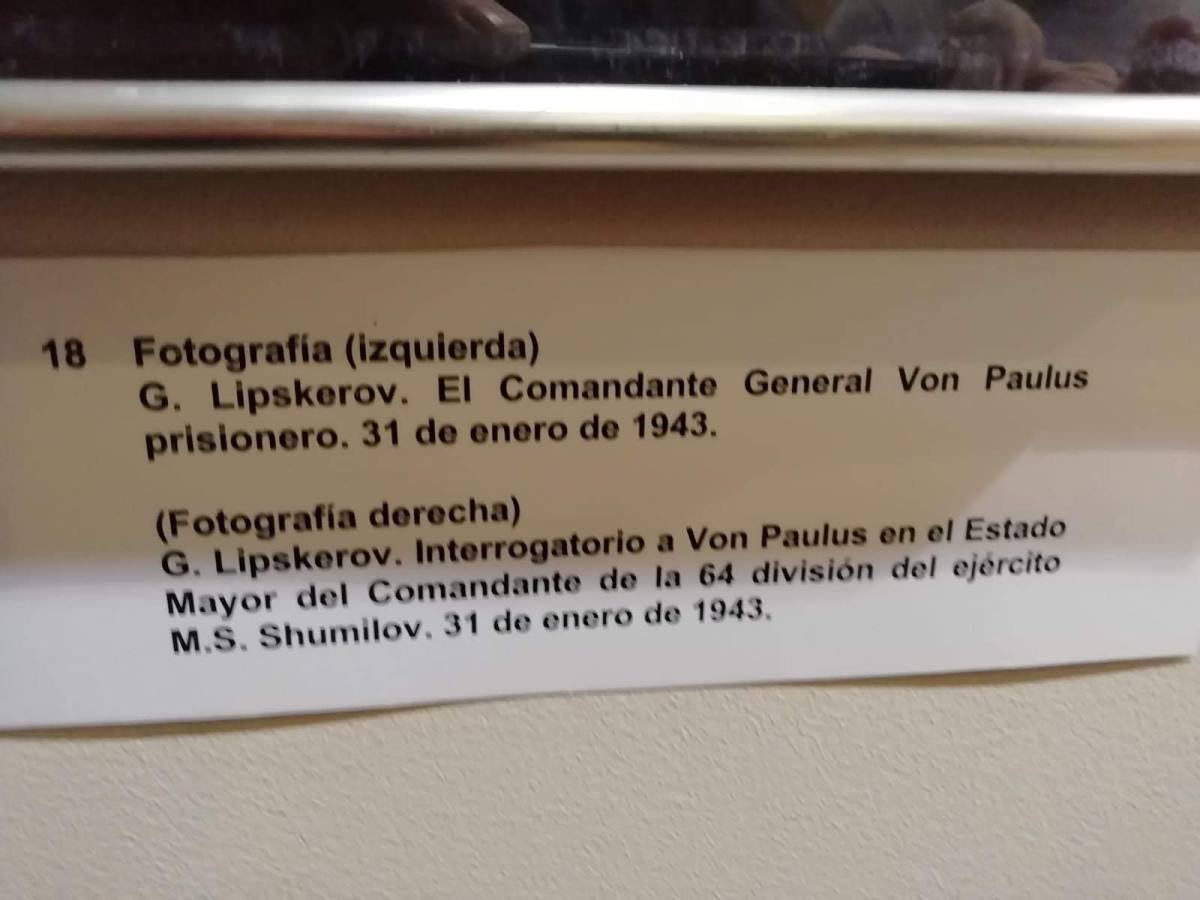 18 Fotografía (izquierda)
G. Lipskerov. El Comandante General Von Paulus
prisionero. 31 de enero de 1943.
(Fotografía derecha)
G. Lipskerov. Interrogatorio a Von Paulus en el Estado
Mayor del Comandante de la 64 división del ejército
M.S. Shumilov. 31 de enero de 1943.